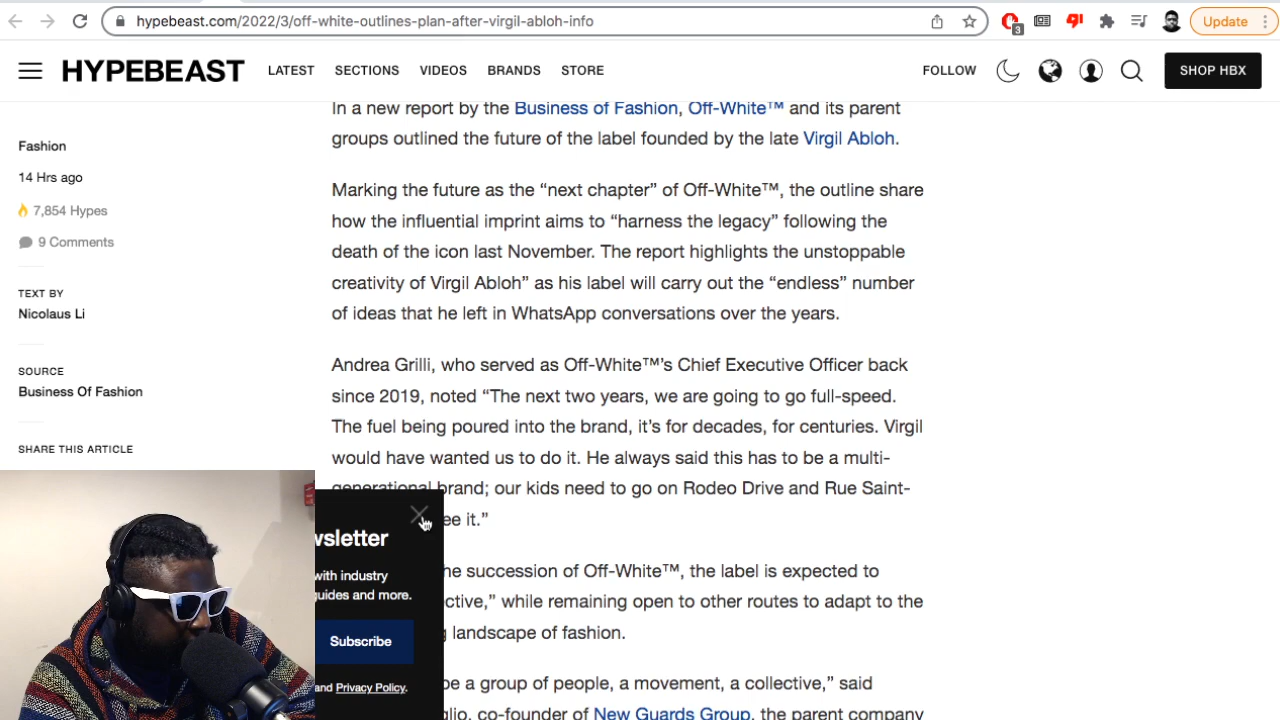 hypebeast.com/2022/3/off-white-outlines-plan-after-virgil-abloh-info
3
Update
HYPEBEAST
LATEST
SECTIONS
VIDEOS
BRANDS
STORE
FOLLOW
SHOP HBX
Fashion
14 Hrs ago
7,854 Hypes
9 Comments
TEXT BY
Nicolaus Li
SOURCE
Business Of Fashion
SHARE THIS ARTICLE
In a new report by the Business of Fashion, Off-White™ and its parent
groups outlined the future of the label founded by the late Virgil Abloh.
Marking the future as the “next chapter” of Off-White™, the outline share
how the influential imprint aims to “harness the legacy” following the
death of the icon last November. The report highlights the unstoppable
creativity of Virgil Abloh” as his label will carry out the “endless” number
of ideas that he left in WhatsApp conversations over the years.
Andrea Grilli, who served as Off-White™’s Chief Executive Officer back
since 2019, noted “The next two years, we are going to go full-speed.
The fuel being poured into the brand, it’s for decades, for centuries. Virgil
would have wanted us to do it. He always said this has to be a multi-
generational brand; our kids need to go on Rodeo Drive and Rue Saint-
ee it.”
he succession of Off-White™, the label is expected to
ctive,” while remaining open to other routes to adapt to the
landscape of fashion.
be a group of people, a movement, a collective,” said
glio, co-founder of New Guards Group, the parent company
wsletter
with industry
guides and more.
Subscribe
and Privacy Policy.